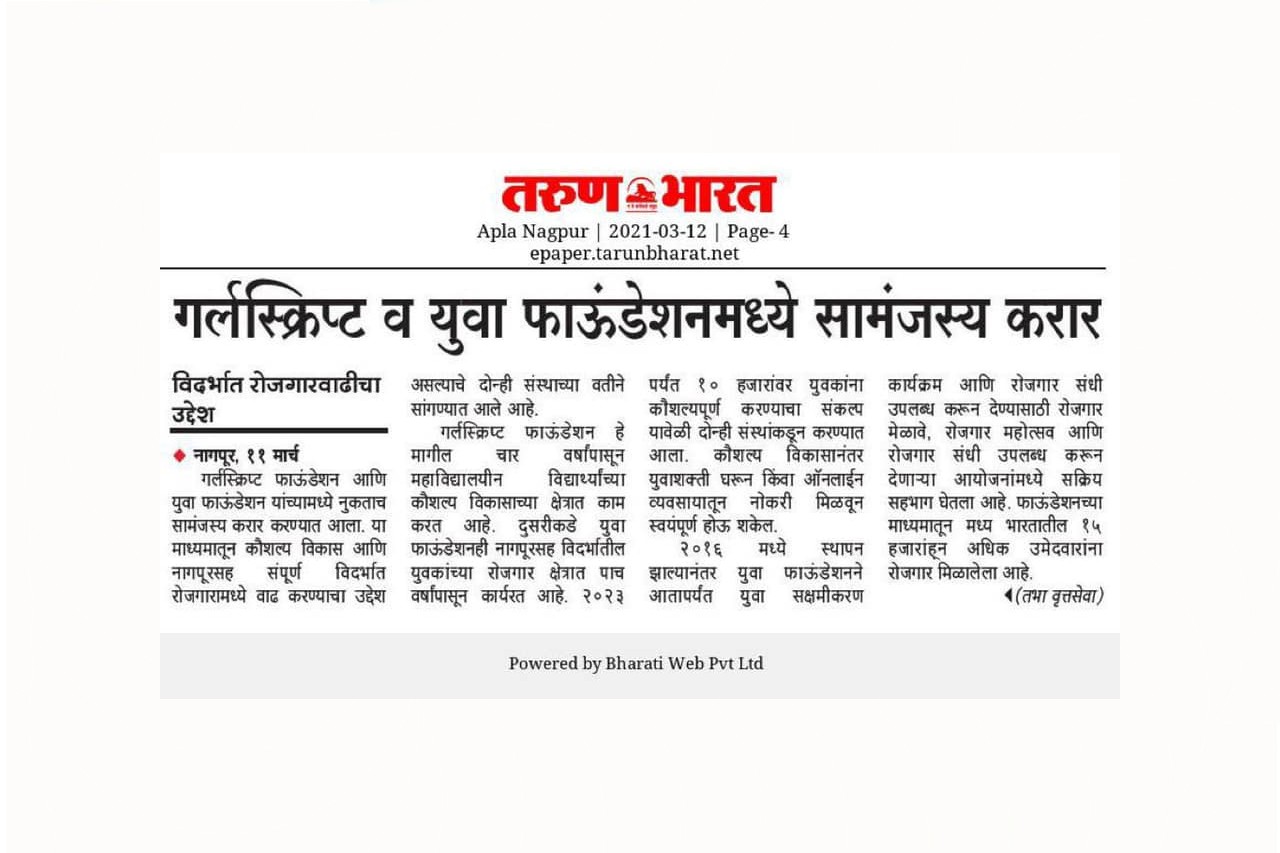 तरुण भारत
Apla Nagpur | 2021-03-12 | Page- 4
epaper.tarunbharat.net
गर्लस्क्रिप्ट व युवा फाऊंडेशनमध्ये सामंजस्य करार
विदर्भात रोजगारवाढीचा
उद्देश
◆ नागपूर, ११ मार्च
गर्लस्क्रिप्ट फाऊंडेशन आणि
युवा फाऊंडेशन यांच्यामध्ये नुकताच
सामंजस्य करार करण्यात आला. या
माध्यमातून कौशल्य विकास आणि
नागपूरसह संपूर्ण विदर्भात
रोजगारामध्ये वाढ करण्याचा उद्देश
असल्याचे दोन्ही संस्थाच्या वतीने
सांगण्यात आले आहे.
गर्लस्क्रिप्ट फाऊंडेशन हे
मागील चार वर्षांपासून
महाविद्यालयीन विद्यार्थ्यांच्या
कौशल्य विकासाच्या क्षेत्रात काम
करत आहे. दुसरीकडे युवा
फाऊंडेशनही नागपूरसह विदर्भातील
युवकांच्या रोजगार क्षेत्रात पाच
वर्षांपासून कार्यरत आहे. २०२३
पर्यंत १० हजारांवर युवकांना
कौशल्यपूर्ण करण्याचा संकल्प
यावेळी दोन्ही संस्थांकडून करण्यात
आला. कौशल्य विकासानंतर
युवाशक्ती घरून किंवा ऑनलाईन
व्यवसायातून नोकरी मिळवून
स्वयंपूर्ण होऊ शकेल.
२०१६ मध्ये स्थापन
झाल्यानंतर युवा फाऊंडेशनने
आतापर्यंत युवा सक्षमीकरण
कार्यक्रम आणि रोजगार संधी
उपलब्ध करून देण्यासाठी रोजगार
मेळावे, रोजगार महोत्सव आणि
रोजगार संधी उपलब्ध करून
देणाऱ्या आयोजनांमध्ये सक्रिय
सहभाग घेतला आहे. फाऊंडेशनच्या
माध्यमातून मध्य भारतातील १५
हजारांहून अधिक उमेदवारांना
रोजगार मिळालेला आहे.
◀(तभा वृत्तसेवा)
Powered by Bharati Web Pvt Ltd